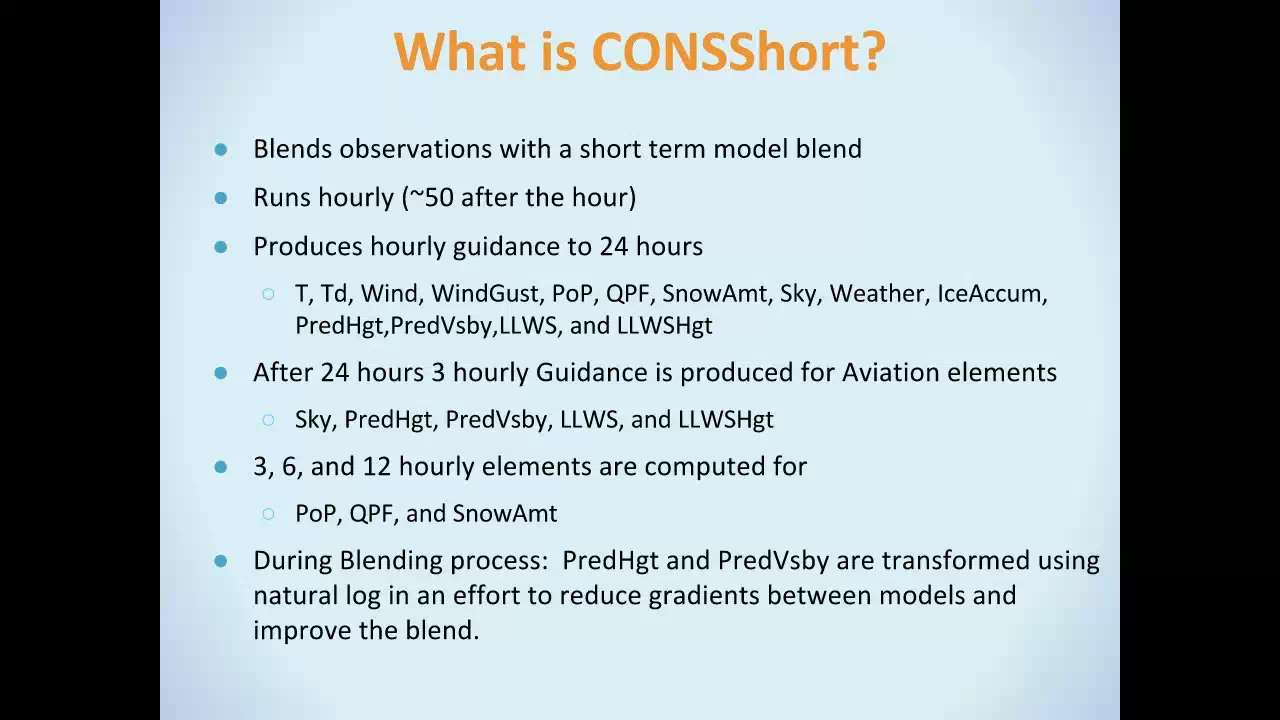 What is CONSShort?
● Blends observations with a short term model blend
● Runs hourly (~50 after the hour)
● Produces hourly guidance to 24 hours
○ T, Td, Wind, WindGust, PoP, QPF, SnowAmt, Sky, Weather, IceAccum,
PredHgt,PredVsby,LLWS, and LLWSHgt
● After 24 hours 3 hourly Guidance is produced for Aviation elements
○ Sky, PredHgt, PredVsby, LLWS, and LLWSHgt
● 3, 6, and 12 hourly elements are computed for
○ PoP, QPF, and SnowAmt
● During Blending process:  PredHgt and PredVsby are transformed using
natural log in an effort to reduce gradients between models and
improve the blend.